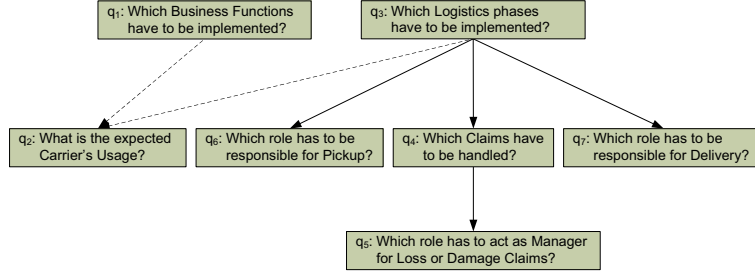 q1: Which Business Functions
have to be implemented?
q3: Which Logistics phases
have to be implemented?
q2: What is the expected
Carrier's Usage?
q6: Which role has to be
responsible for Pickup?
q4: Which Claims have
to be handled?
q7: Which role has to be
responsible for Delivery?
q5: Which role has to act as Manager
for Loss or Damage Claims?